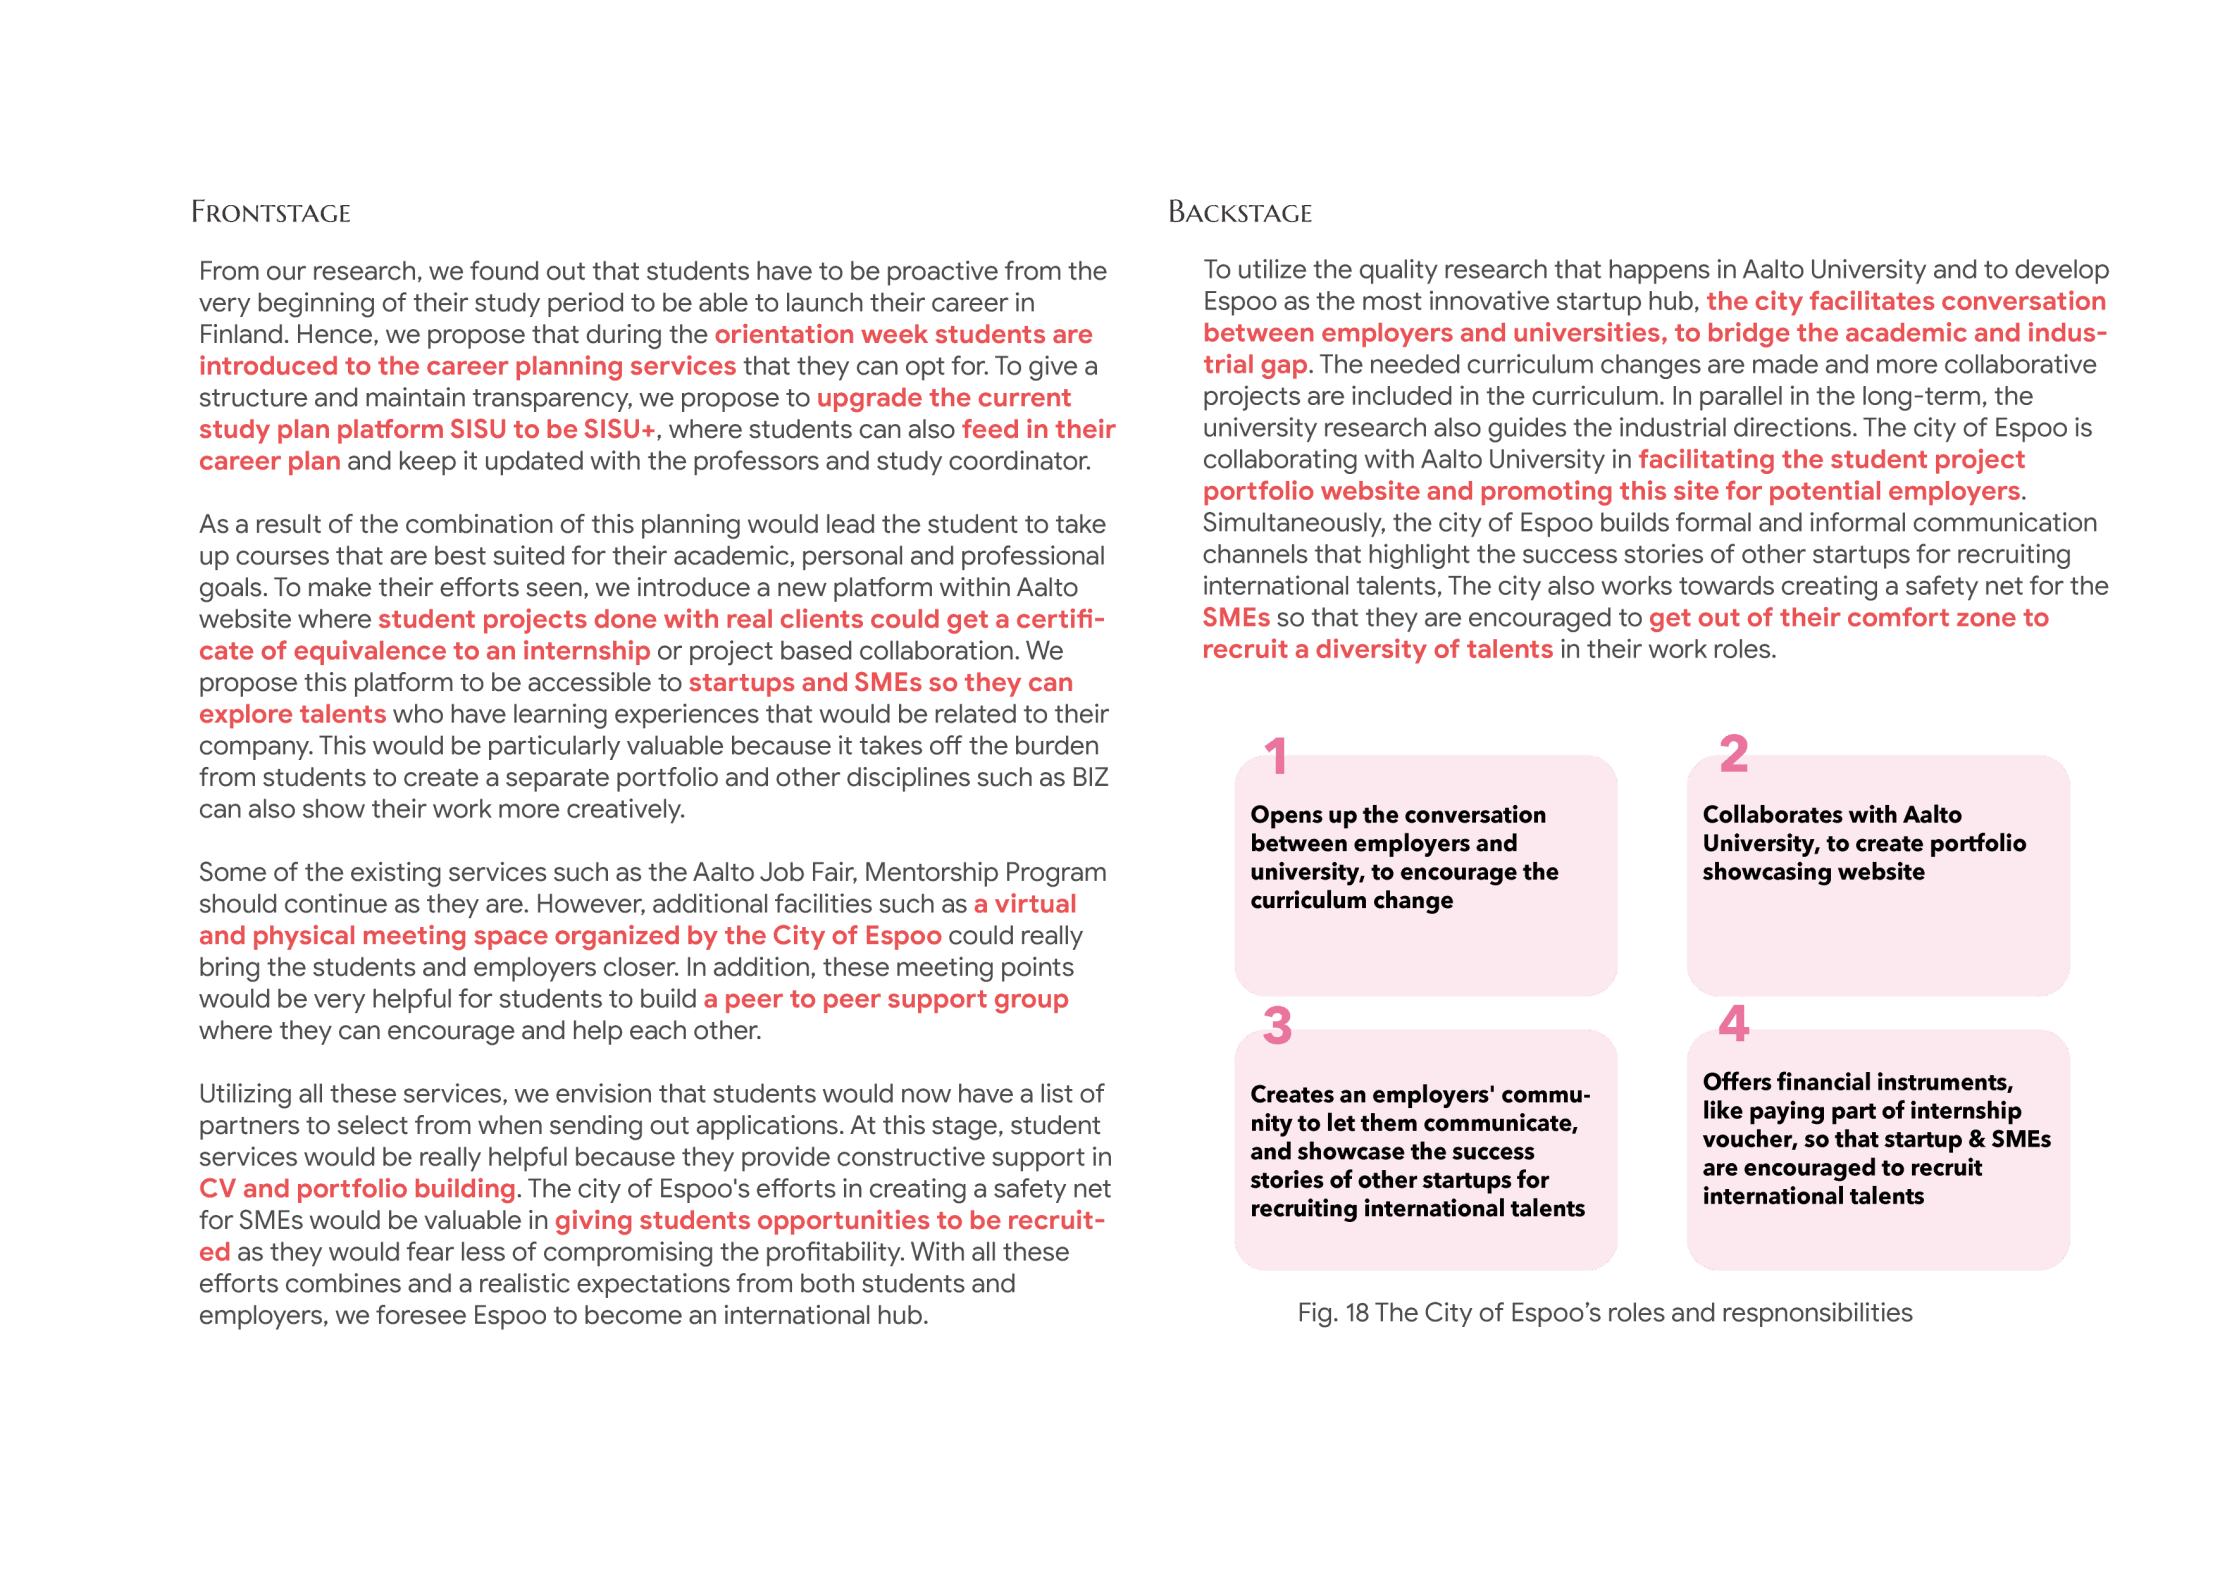 Frontstage
From our research, we found out that students have to be proactive from the
very beginning of their study period to be able to launch their career in
Finland. Hence, we propose that during the orientation week students are
introduced to the career planning services that they can opt for. To give a
structure and maintain transparency, we propose to upgrade the current
study plan platform SISU to be SISU+, where students can also feed in their
career plan and keep it updated with the professors and study coordinator.
As a result of the combination of this planning would lead the student to take
up courses that are best suited for their academic, personal and professional
goals. To make their efforts seen, we introduce a new platform within Aalto
website where student projects done with real clients could get a certifi-
cate of equivalence to an internship or project based collaboration. We
propose this platform to be accessible to startups and SMEs so they can
explore talents who have learning experiences that would be related to their
company. This would be particularly valuable because it takes off the burden
from students to create a separate portfolio and other disciplines such as BIZ
can also show their work more creatively.
Some of the existing services such as the Aalto Job Fair, Mentorship Program
should continue as they are. However, additional facilities such as a virtual
and physical meeting space organized by the City of Espoo could really
bring the students and employers closer. In addition, these meeting points
would be very helpful for students to build a peer to peer support group
where they can encourage and help each other.
Utilizing all these services, we envision that students would now have a list of
partners to select from when sending out applications. At this stage, student
services would be really helpful because they provide constructive support in
CV and portfolio building. The city of Espoo's efforts in creating a safety net
for SMEs would be valuable in giving students opportunities to be recruit-
ed as they would fear less of compromising the profitability. With all these
efforts combines and a realistic expectations from both students and
employers, we foresee Espoo to become an international hub.
Backstage
To utilize the quality research that happens in Aalto University and to develop
Espoo as the most innovative startup hub, the city facilitates conversation
between employers and universities, to bridge the academic and indus-
trial gap. The needed curriculum changes are made and more collaborative
projects are included in the curriculum. In parallel in the long-term, the
university research also guides the industrial directions. The city of Espoo is
collaborating with Aalto University in facilitating the student project
portfolio website and promoting this site for potential employers.
Simultaneously, the city of Espoo builds formal and informal communication
channels that highlight the success stories of other startups for recruiting
international talents, The city also works towards creating a safety net for the
SMEs so that they are encouraged to get out of their comfort zone to
recruit a diversity of talents in their work roles.
1
Opens up the conversation
between employers and
university, to encourage the
curriculum change
2
Collaborates with Aalto
University, to create portfolio
showcasing website
3
Creates an employers' commu-
nity to let them communicate,
and showcase the success
stories of other startups for
recruiting international talents
4
Offers financial instruments,
like paying part of internship
voucher, so that startup & SMEs
are encouraged to recruit
international talents
Fig. 18 The City of Espoo’s roles and respnonsibilities